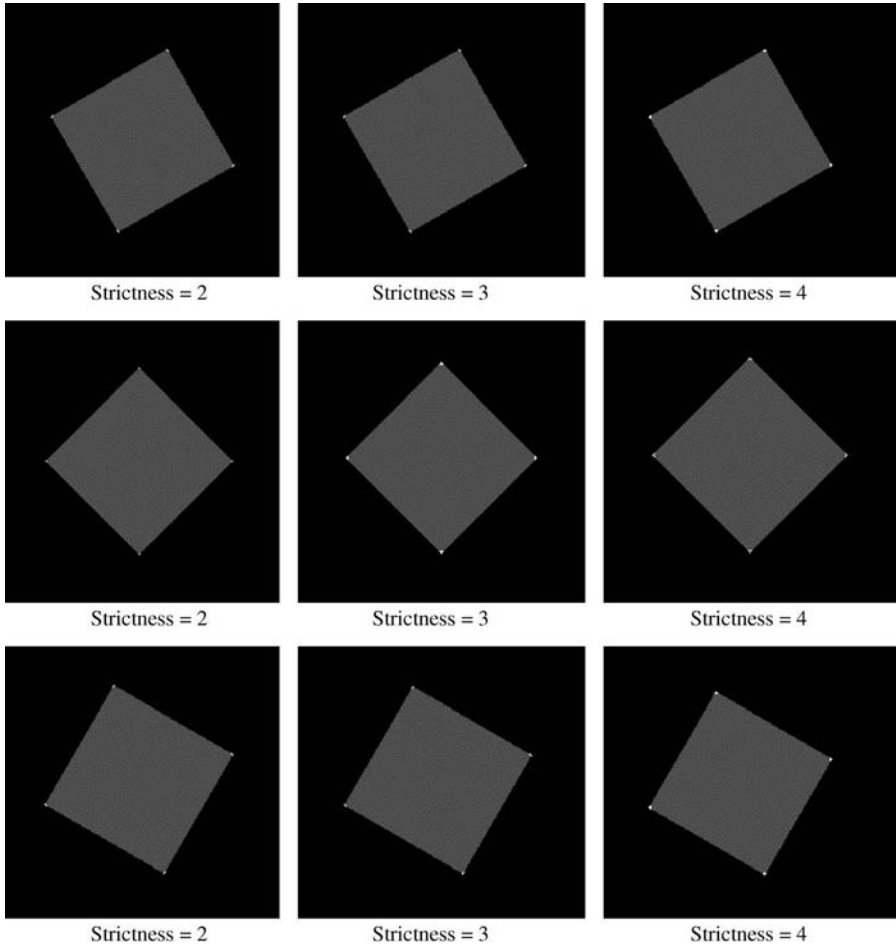 Strictness = 2
Strictness = 3
Strictness = 4
Strictness = 2
Strictness = 3
Strictness = 4
Strictness = 2
Strictness = 3
Strictness = 4